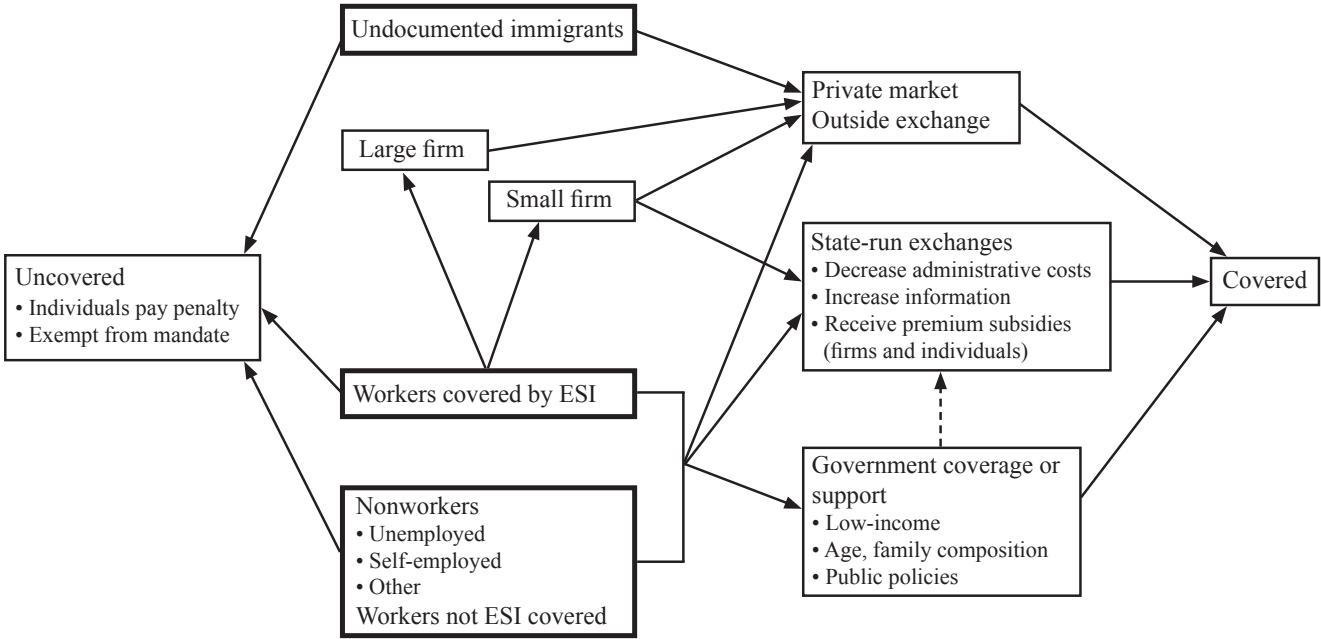 Undocumented immigrants
Private market
Outside exchange
Large firm
Small firm
State-run exchanges
• Decrease administrative costs
• Increase information
• Receive premium subsidies
(firms and individuals)
Covered
Uncovered
• Individuals pay penalty
• Exempt from mandate
Workers covered by ESI
Government coverage or
support
• Low-income
• Age, family composition
• Public policies
Nonworkers
• Unemployed
• Self-employed
• Other
Workers not ESI covered